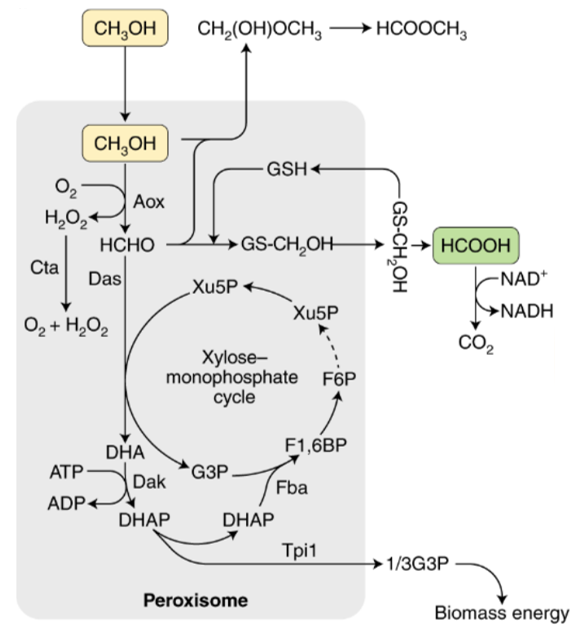 CH₃OH
CH₂(OH)OCH₃
HCOOCH₃
CH₃OH
O₂
Aox
H₂O₂
GSH
HCHO
GS-CH₂OH
GS-CH₂OH
HCOOH
NAD⁺
NADH
CO₂
Cta
Das
O₂ + H₂O₂
Xu5P
Xu5P
Xylose–
monophosphate
cycle
F6P
F1,6BP
DHA
ATP
Dak
ADP
G3P
Fba
DHAP
DHAP
Tpi1
1/3G3P
Peroxisome
Biomass energy